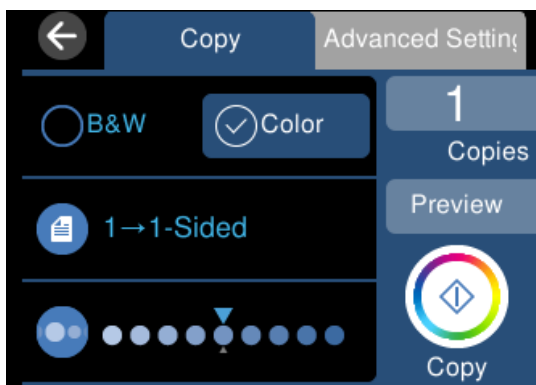 Copy
Advanced Setting
B&W
Color
1
Copies
1→1-Sided
Preview
Copy